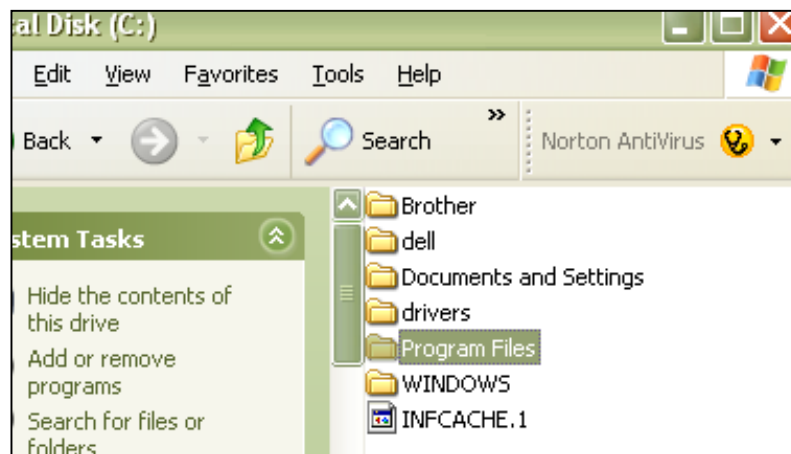 al Disk (C:)
Edit View Favorites Tools Help
Back Search » Norton AntiVirus
stem Tasks
Hide the contents of
this drive
Add or remove
programs
Search for files or
folders
Brother
dell
Documents and Settings
drivers
Program Files
WINDOWS
INFCACHE.1